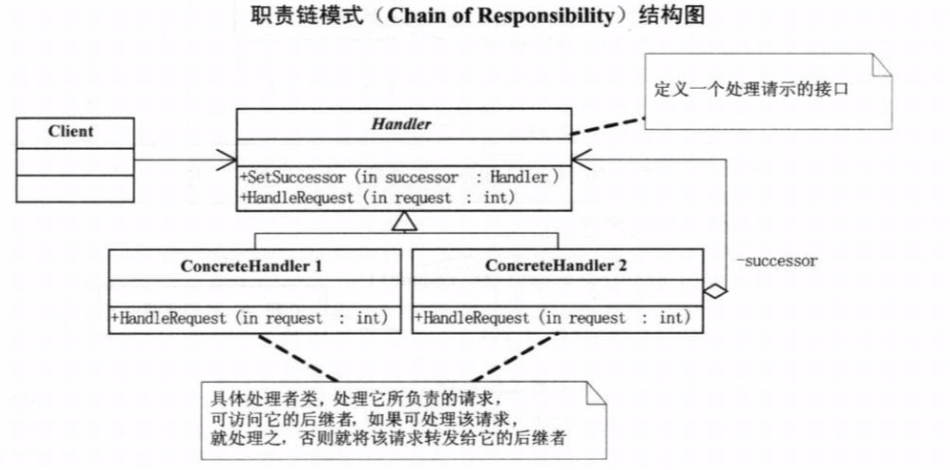 职责链模式（Chain of Responsibility）结构图
定义一个处理请示的接口
Client
Handler
+SetSuccessor (in successor : Handler)
+HandleRequest (in request : int)
ConcreteHandler 1
+HandleRequest (in request : int)
ConcreteHandler 2
+HandleRequest (in request : int)
-successor
具体处理者类，处理它所负责的请求，
可访问它的后继者，如果可处理该请求，
就处理之，否则就将该请求转发给它的后继者